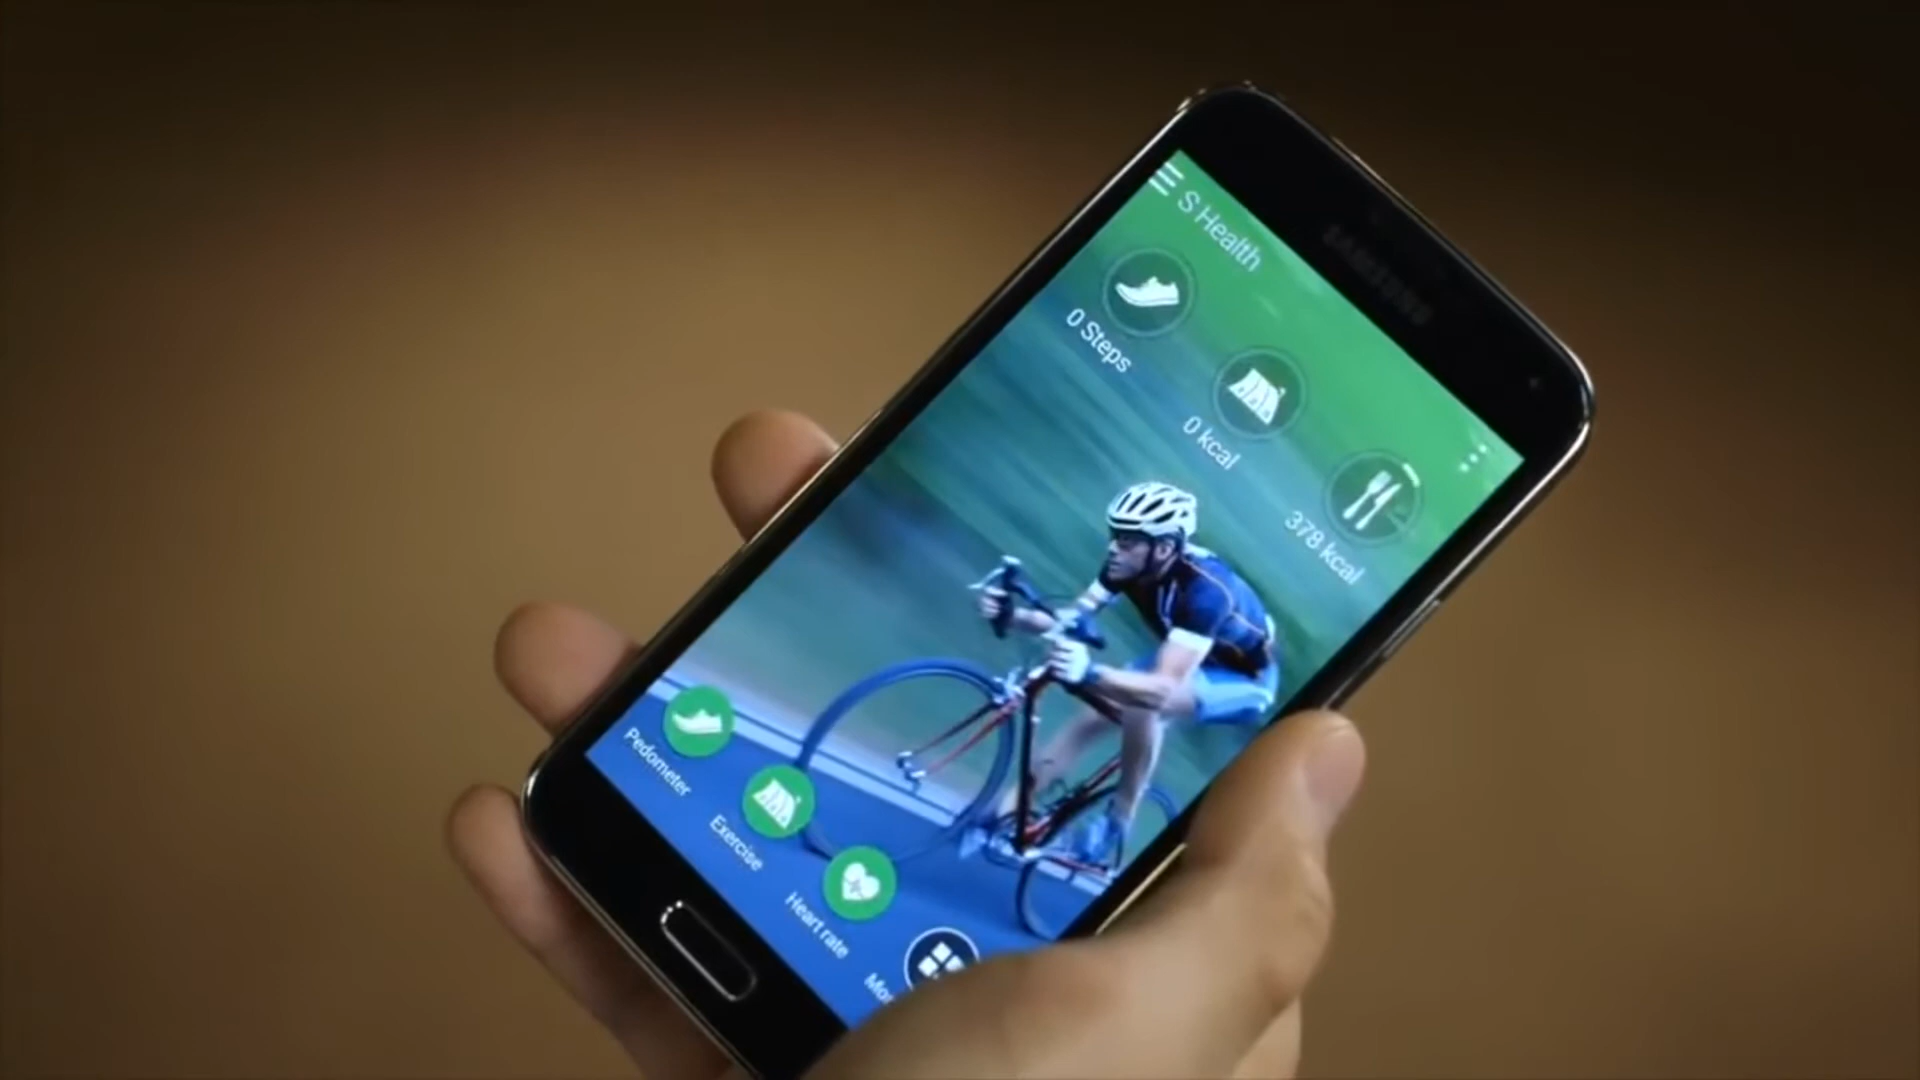 SAMSUNG
S Health
0 Steps
0 kcal
378 kcal
Pedometer
Exercise
Heart rate